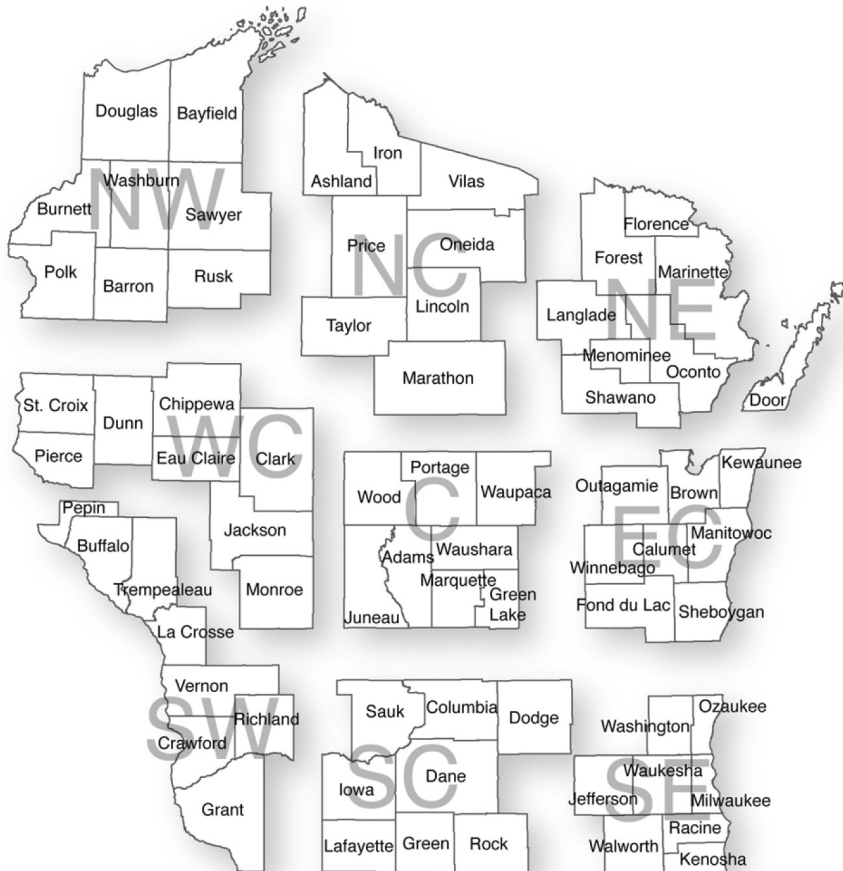 Douglas
Bayfield
NW
Washburn
Burnett
Sawyer
Polk
Barron
Rusk
Iron
Ashland
Vilas
NC
Price
Oneida
Lincoln
Taylor
Marathon
Florence
Forest
Marinette
NE
Langlade
Menominee
Oconto
Shawano
Door
St. Croix
Chippewa
Dunn
WC
Pierce
Eau Claire
Clark
Pepin
Jackson
Buffalo
Trempealeau
Monroe
La Crosse
Portage
Wood
Waupaca
C
Adams
Waushara
Marquette
Green
Lake
Juneau
Kewaunee
Outagamie
Brown
EC
Manitowoc
Calumet
Winnebago
Fond du Lac
Sheboygan
Vernon
SW
Richland
Crawford
Grant
Sauk
Columbia
Dodge
SC
Iowa
Dane
Lafayette
Green
Rock
Ozaukee
Washington
SE
Waukesha
Jefferson
Milwaukee
Racine
Walworth
Kenosha